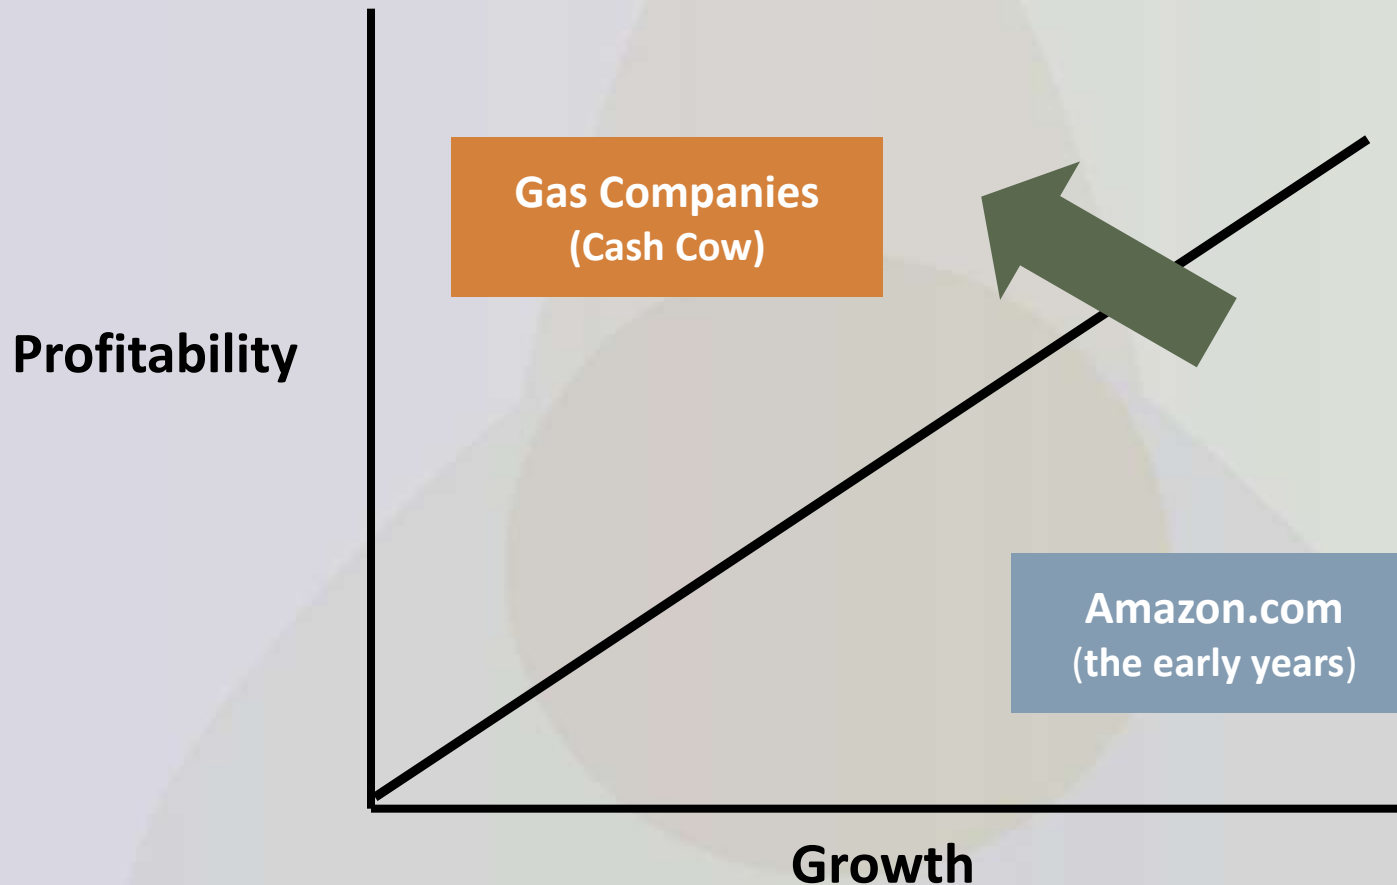 Gas Companies
(Cash Cow)
Profitability
Amazon.com
(the early years)
Growth